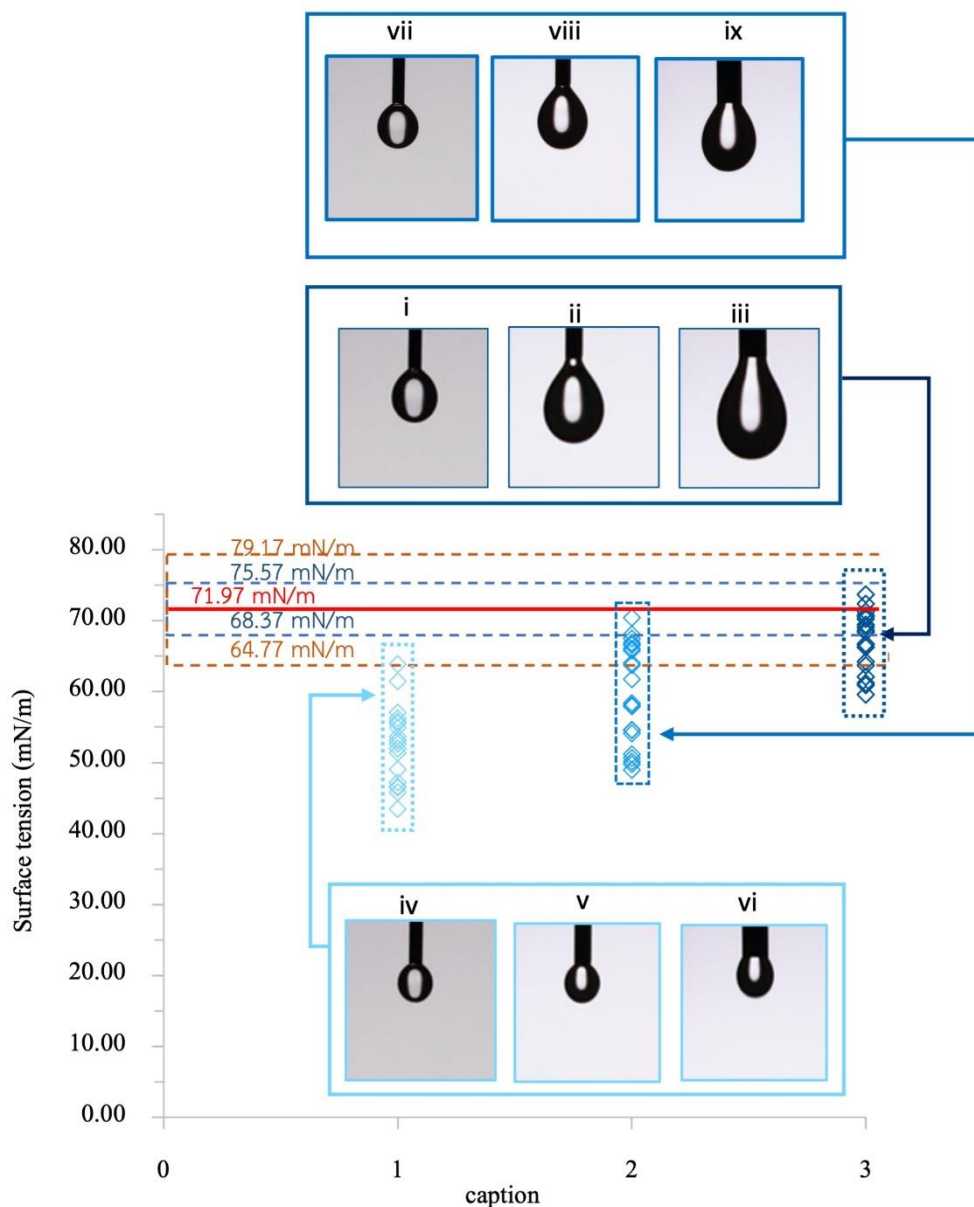 vii viii ix
i ii iii
80.00
79.17 mN/m
75.57 mN/m
71.97 mN/m
70.00
68.37 mN/m
64.77 mN/m
60.00
50.00
40.00
30.00
20.00
10.00
0.00
Surface tension (mN/m)
iv v vi
0 1 2 3
caption